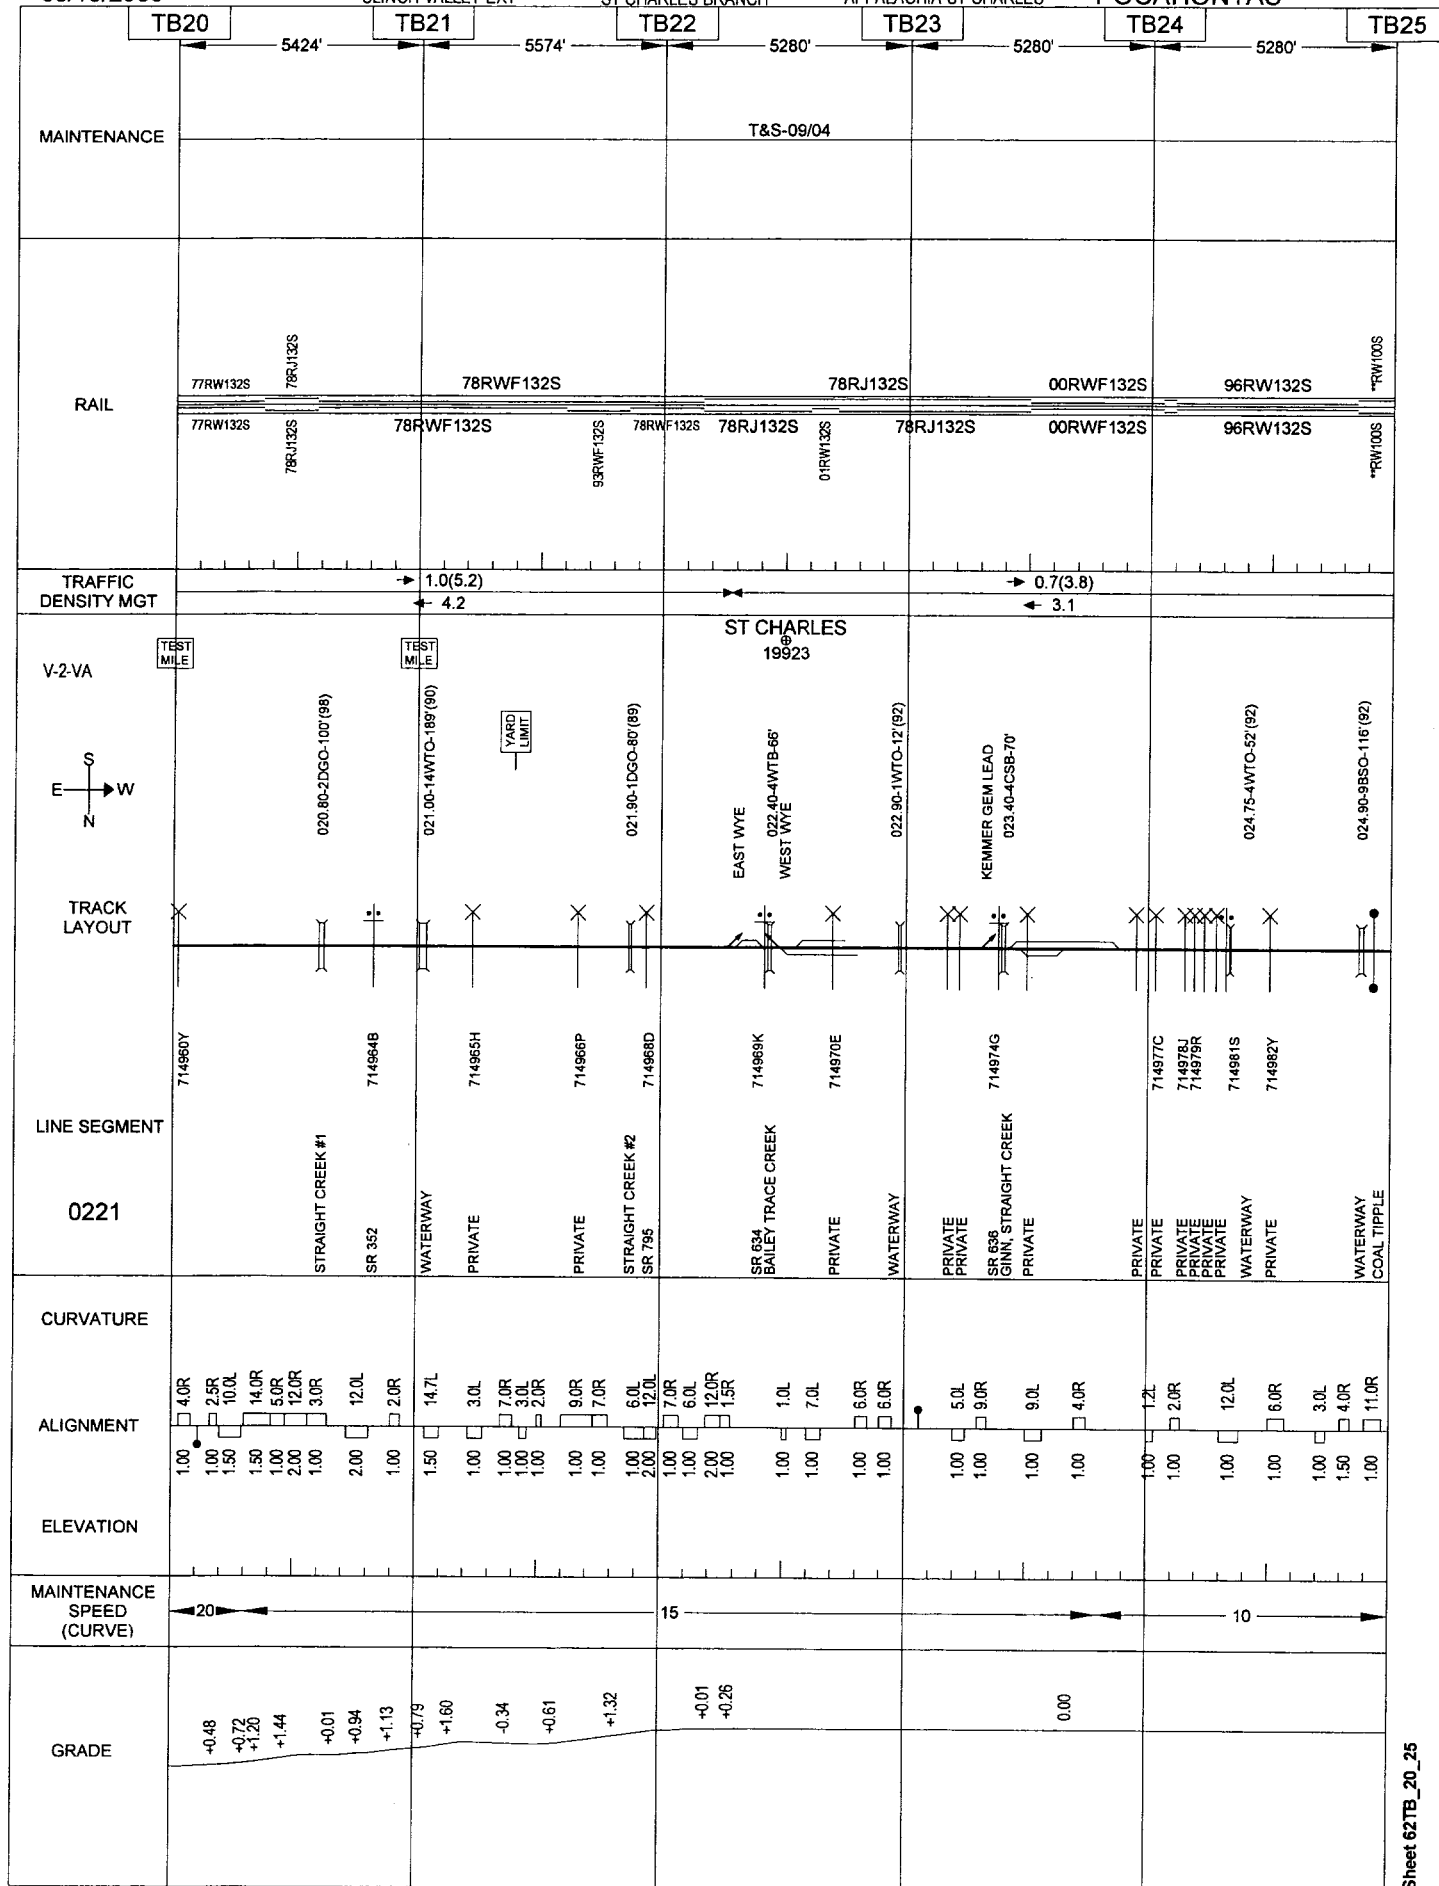 CLINCH VALLEY EXT ST CHARLES BRANCH APPALACHIA-ST CHARLES POCAHONTAS
TB20 TB21 TB22 TB23 TB24 TB25
5424' 5574' 5280' 5280' 5280'
MAINTENANCE
T&S-09/04
RAIL
77RW132S 78RJ132S 78RWF132S 78RJ132S 00RWF132S 96RW132S **RW100S
77RW132S 78RJ132S 78RWF132S 93RWF132S 78RWF132S 78RJ132S 01RW132S 78RJ132S 00RWF132S 96RW132S **RW100S
TRAFFIC
DENSITY MGT
1.0(5.2) 0.7(3.8)
4.2 3.1
ST CHARLES
19923
V-2-VA
TEST
MILE
TEST
MILE
YARD
LIMIT
S
E W
N
020.80-2DGO-100'(98)
021.00-14WTO-189'(90)
021.90-1DGO-80'(89)
EAST WYE
022.40-4WTB-66'
WEST WYE
022.90-1WTO-12'(92)
KEMMER GEM LEAD
023.40-4CSB-70'
024.75-4WTO-52'(92)
024.90-9BSO-116'(92)
TRACK
LAYOUT
714960Y 714964B 714965H 714966P 714968D 714969K 714970E 714974G 714977C 714978J 714979R 714981S 714982Y
LINE SEGMENT
0221
STRAIGHT CREEK #1
SR 352
WATERWAY
PRIVATE
PRIVATE
STRAIGHT CREEK #2
SR 795
SR 634
BAILEY TRACE CREEK
PRIVATE
WATERWAY
PRIVATE
PRIVATE
SR 636
GINN, STRAIGHT CREEK
PRIVATE
PRIVATE
PRIVATE
PRIVATE
PRIVATE
PRIVATE
PRIVATE
WATERWAY
PRIVATE
WATERWAY
COAL TIPPLE
CURVATURE
4.0R 2.5R 10.0L 14.0R 5.0R 12.0R 3.0R 12.0L 2.0R 14.7L 3.0L 7.0R 3.0L 2.0R 9.0R 7.0R 6.0L 12.0L 7.0R 6.0L 12.0R 1.5R 1.0L 7.0L 6.0R 6.0R 5.0L 9.0R 9.0L 4.0R 1.2L 2.0R 12.0L 6.0R 3.0L 4.0R 11.0R
ALIGNMENT
1.00 1.00 1.50 1.50 1.00 2.00 1.00 2.00 1.00 1.50 1.00 1.00 1.00 1.00 1.00 1.00 1.00 2.00 1.00 1.00 2.00 1.00 1.00 1.00 1.00 1.00 1.00 1.00 1.00 1.00 1.00 1.00 1.00 1.00 1.00 1.50 1.00
ELEVATION
MAINTENANCE
SPEED
(CURVE)
20 15 10
GRADE
+0.48 +0.72 +1.20 +1.44 +0.01 +0.94 +1.13 +0.79 +1.60 -0.34 +0.61 +1.32 +0.01 +0.26 0.00
Sheet 62TB_20_25